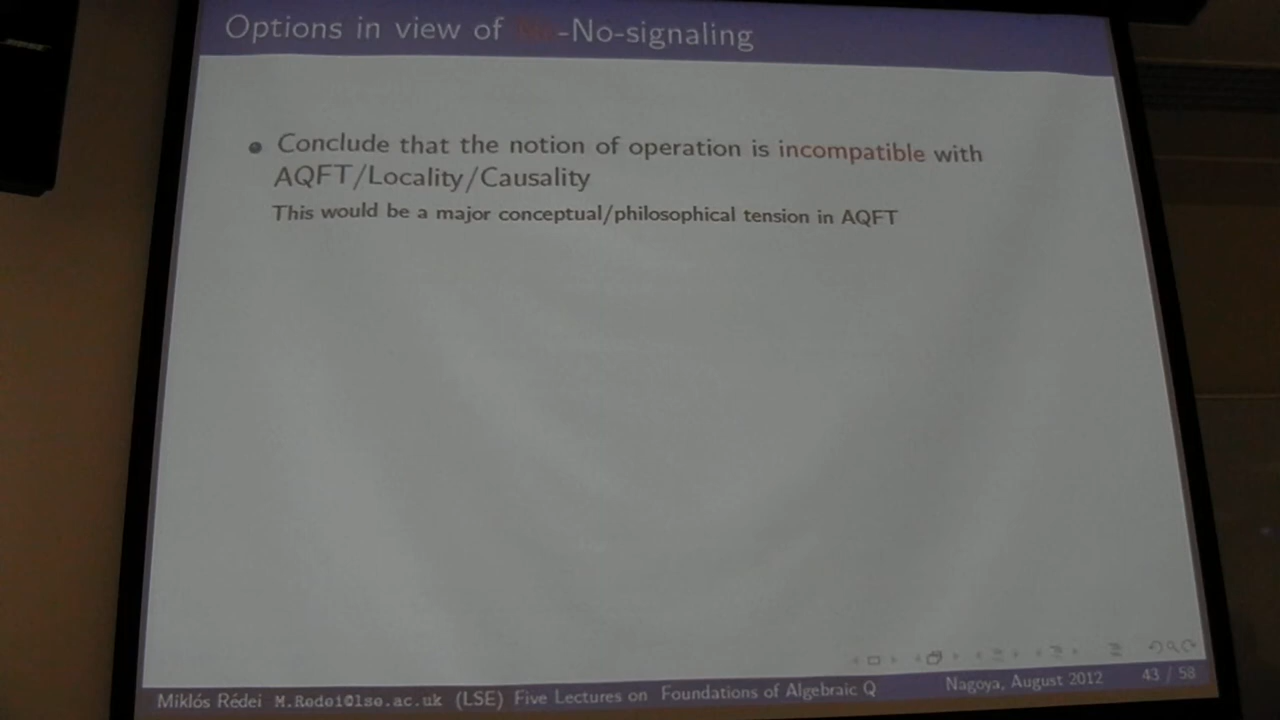 Options in view of -No-signaling
Conclude that the notion of operation is incompatible with
AQFT/Locality/Causality
This would be a major conceptual/philosophical tension in AQFT
Miklós Rédei M.Redei@lse.ac.uk (LSE) Five Lectures on Foundations of Algebraic Q Nagoya, August 2012 43 / 58